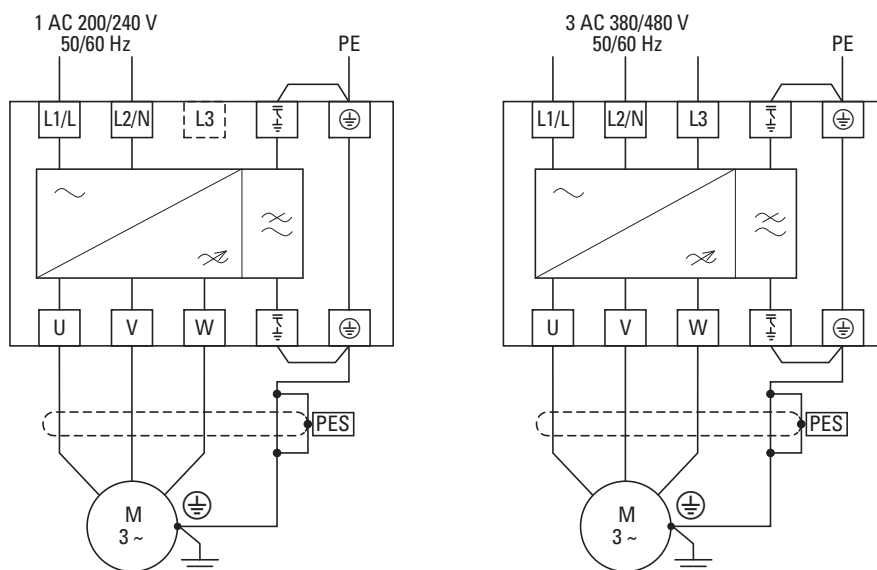 1 AC 200/240 V
50/60 Hz
PE
L1/L
L2/N
L3
U
V
W
PES
M
3 ~
3 AC 380/480 V
50/60 Hz
PE
L1/L
L2/N
L3
U
V
W
PES
M
3 ~